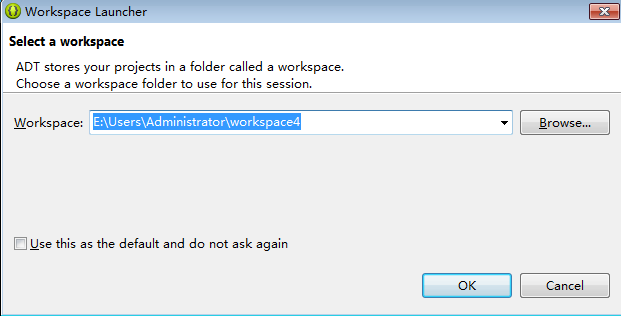 Workspace Launcher
Select a workspace
ADT stores your projects in a folder called a workspace.
Choose a workspace folder to use for this session.
Workspace: E:\Users\Administrator\workspace4 Browse...
Use this as the default and do not ask again
OK Cancel